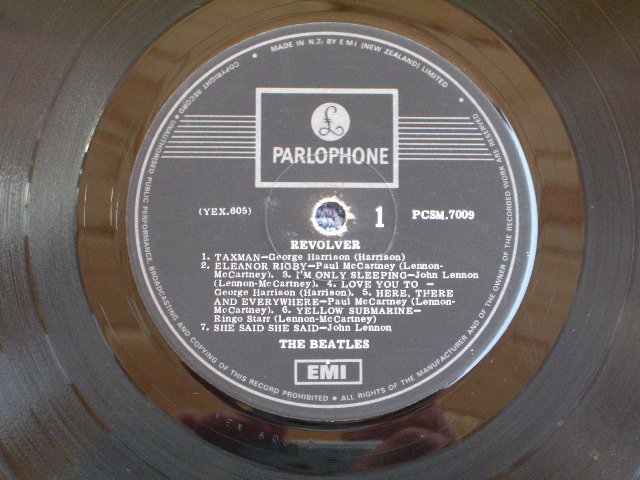 MADE IN N.Z. BY E M I (NEW ZEALAND) LIMITED
COPYRIGHT RECORD • UNAUTHORISED PUBLIC PERFORMANCE BROADCASTING AND COPYING OF THIS RECORD PROHIBITED • ALL RIGHTS OF THE MANUFACTURER AND OF THE OWNER OF THE RECORDED WORK ARE RESERVED
£
PARLOPHONE
(YEX.605) 1 PCSM.7009
REVOLVER
1. TAXMAN—George Harrison (Harrison)
2. ELEANOR RIGBY—Paul McCartney (Lennon-
McCartney). 3. I'M ONLY SLEEPING—John Lennon
(Lennon-McCartney). 4. LOVE YOU TO —
George Harrison (Harrison). 5. HERE, THERE
AND EVERYWHERE—Paul McCartney (Lennon-
McCartney). 6. YELLOW SUBMARINE—
Ringo Starr (Lennon-McCartney)
7. SHE SAID SHE SAID—John Lennon
THE BEATLES
EMI
YEX 605